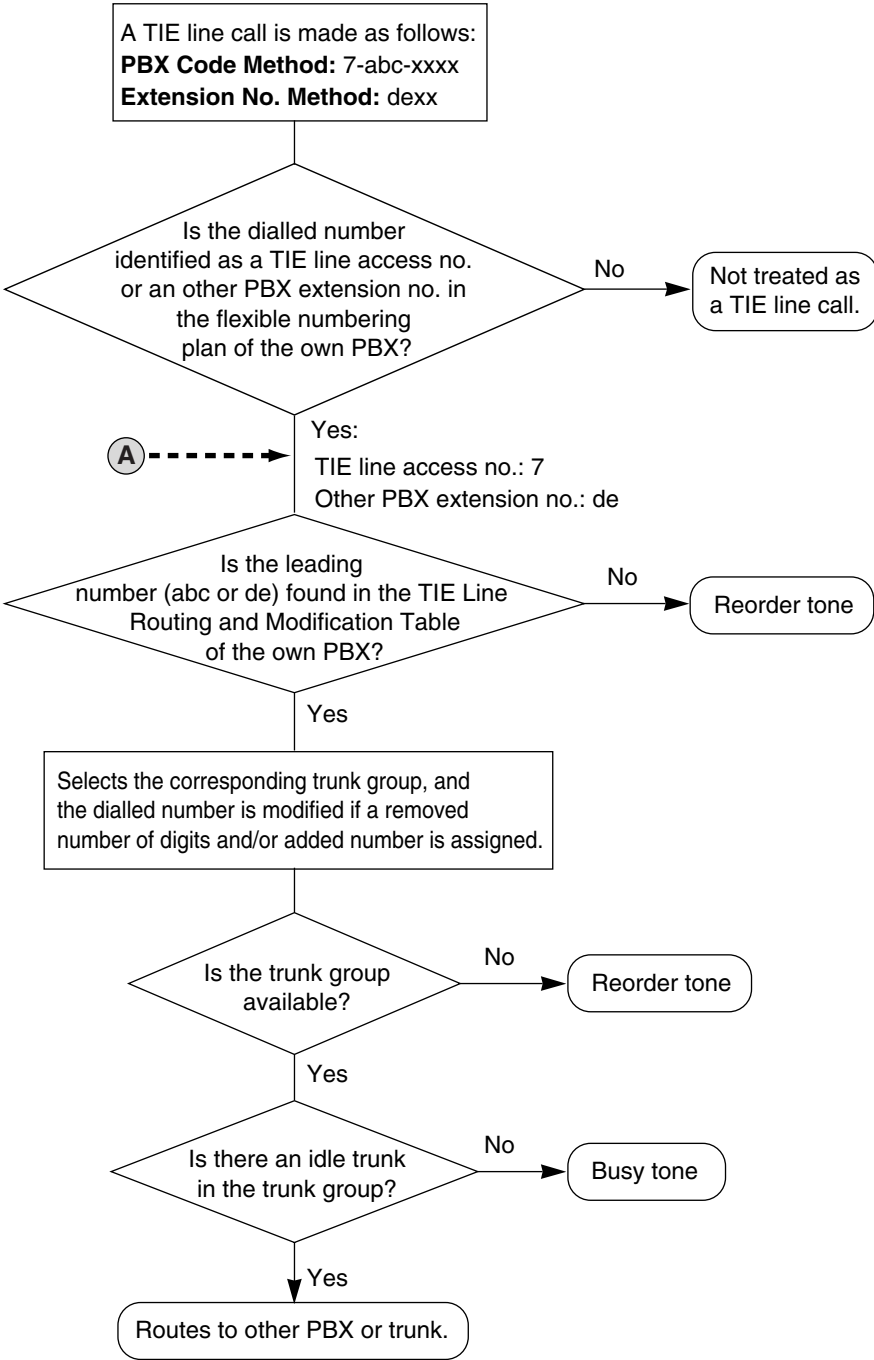 A TIE line call is made as follows:
PBX Code Method: 7-abc-xxxx
Extension No. Method: dexx
Is the dialled number
identified as a TIE line access no.
or an other PBX extension no. in
the flexible numbering
plan of the own PBX?
No
Not treated as
a TIE line call.
A
Yes:
TIE line access no.: 7
Other PBX extension no.: de
Is the leading
number (abc or de) found in the TIE Line
Routing and Modification Table
of the own PBX?
No
Reorder tone
Yes
Selects the corresponding trunk group, and
the dialled number is modified if a removed
number of digits and/or added number is assigned.
Is the trunk group
available?
No
Reorder tone
Yes
Is there an idle trunk
in the trunk group?
No
Busy tone
Yes
Routes to other PBX or trunk.